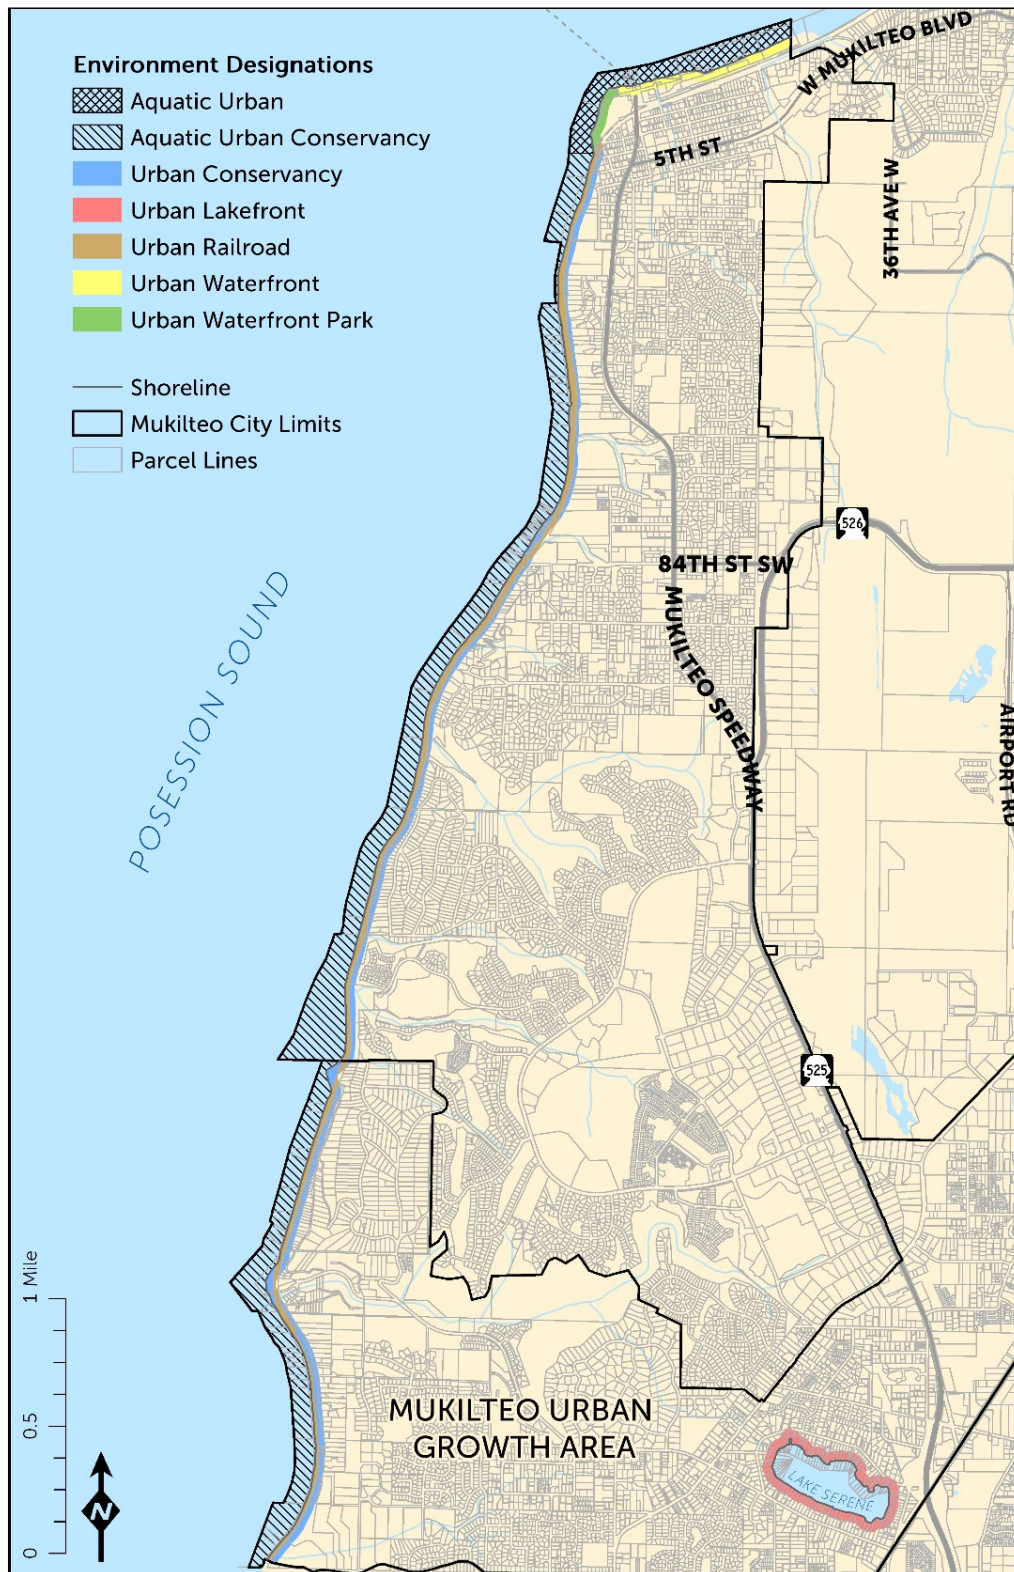 Environment Designations
Aquatic Urban
Aquatic Urban Conservancy
Urban Conservancy
Urban Lakefront
Urban Railroad
Urban Waterfront
Urban Waterfront Park
Shoreline
Mukilteo City Limits
Parcel Lines
W MUKILTEO BLVD
5TH ST
36TH AVE W
526
84TH ST SW
MUKILTEO SPEEDWAY
POSESSION SOUND
AIRPORT RD
525
MUKILTEO URBAN
GROWTH AREA
LAKE SERENE
1 Mile
0.5
0
N